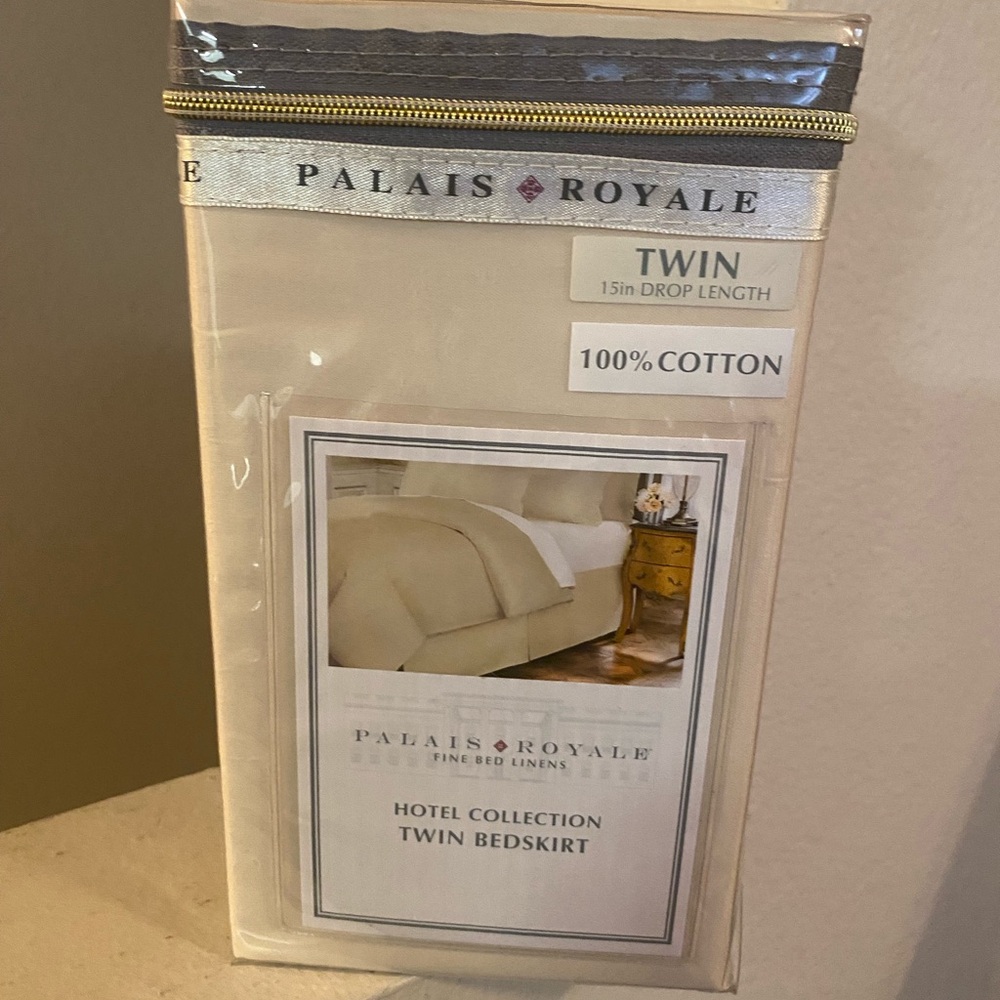 E PALAIS ROYALE
TWIN
15in DROP LENGTH
100% COTTON
PALAIS ROYALE
FINE BED LINENS
HOTEL COLLECTION
TWIN BEDSKIRT